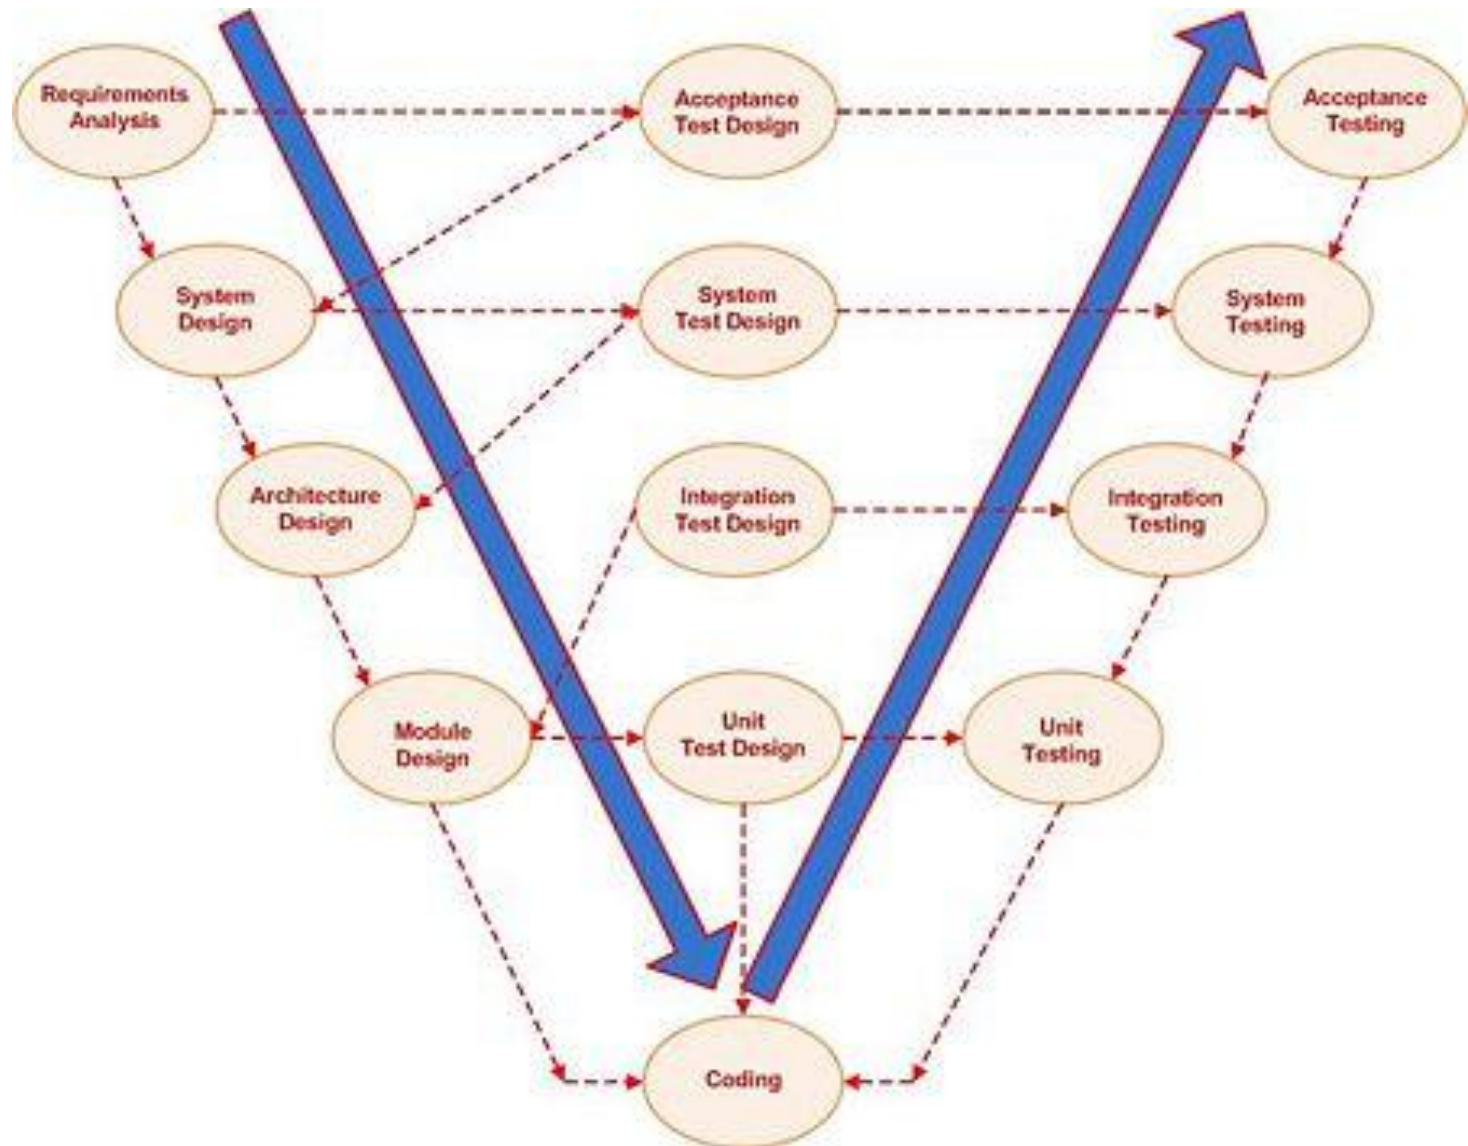 Requirements
Analysis
Acceptance
Test Design
Acceptance
Testing
System
Design
System
Test Design
System
Testing
Architecture
Design
Integration
Test Design
Integration
Testing
Module
Design
Unit
Test Design
Unit
Testing
Coding